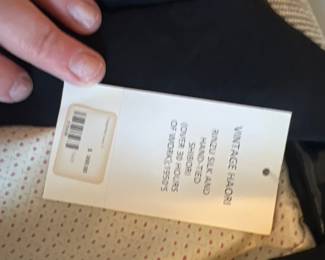 VINTAGE HAORI
RINZU SILK AND
HAND-TIED
SHIBORI
(OVER 30 HOURS
OF WORK) 1950'S